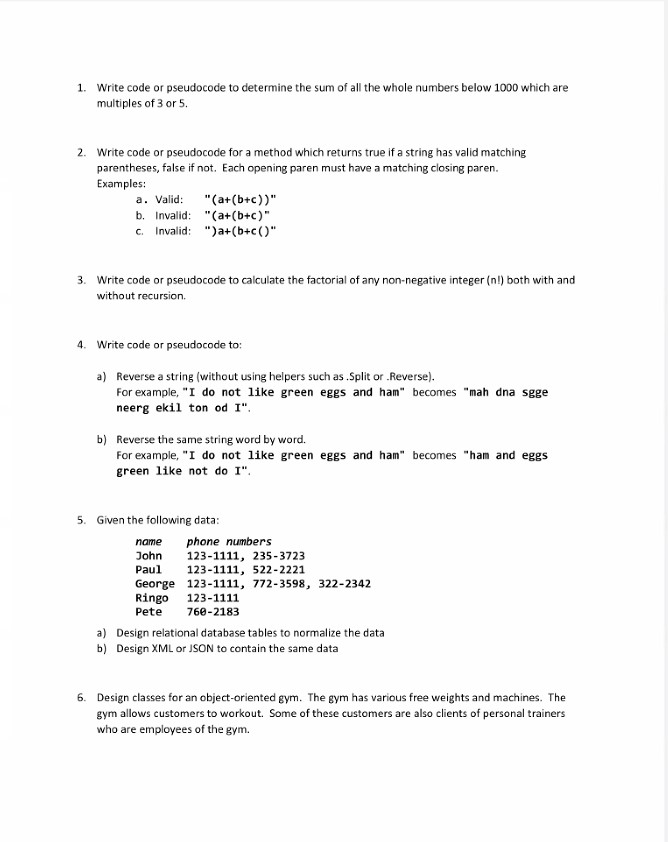 1. Write code or pseudocode to determine the sum of all the whole numbers below 1000 which are
multiples of 3 or 5.
2. Write code or pseudocode for a method which returns true if a string has valid matching
parentheses, false if not. Each opening paren must have a matching closing paren.
Examples:
a. Valid: "(a+(b+c))"
b. Invalid: "(a+(b+c)"
c. Invalid: ")a+(b+c()"
3. Write code or pseudocode to calculate the factorial of any non-negative integer (n!) both with and
without recursion.
4. Write code or pseudocode to:
a) Reverse a string (without using helpers such as .Split or .Reverse).
For example, "I do not like green eggs and ham" becomes "mah dna sgge
neerg ekil ton od I".
b) Reverse the same string word by word.
For example, "I do not like green eggs and ham" becomes "ham and eggs
green like not do I".
5. Given the following data:
name phone numbers
John 123-1111, 235-3723
Paul 123-1111, 522-2221
George 123-1111, 772-3598, 322-2342
Ringo 123-1111
Pete 760-2183
a) Design relational database tables to normalize the data
b) Design XML or JSON to contain the same data
6. Design classes for an object-oriented gym. The gym has various free weights and machines. The
gym allows customers to workout. Some of these customers are also clients of personal trainers
who are employees of the gym.